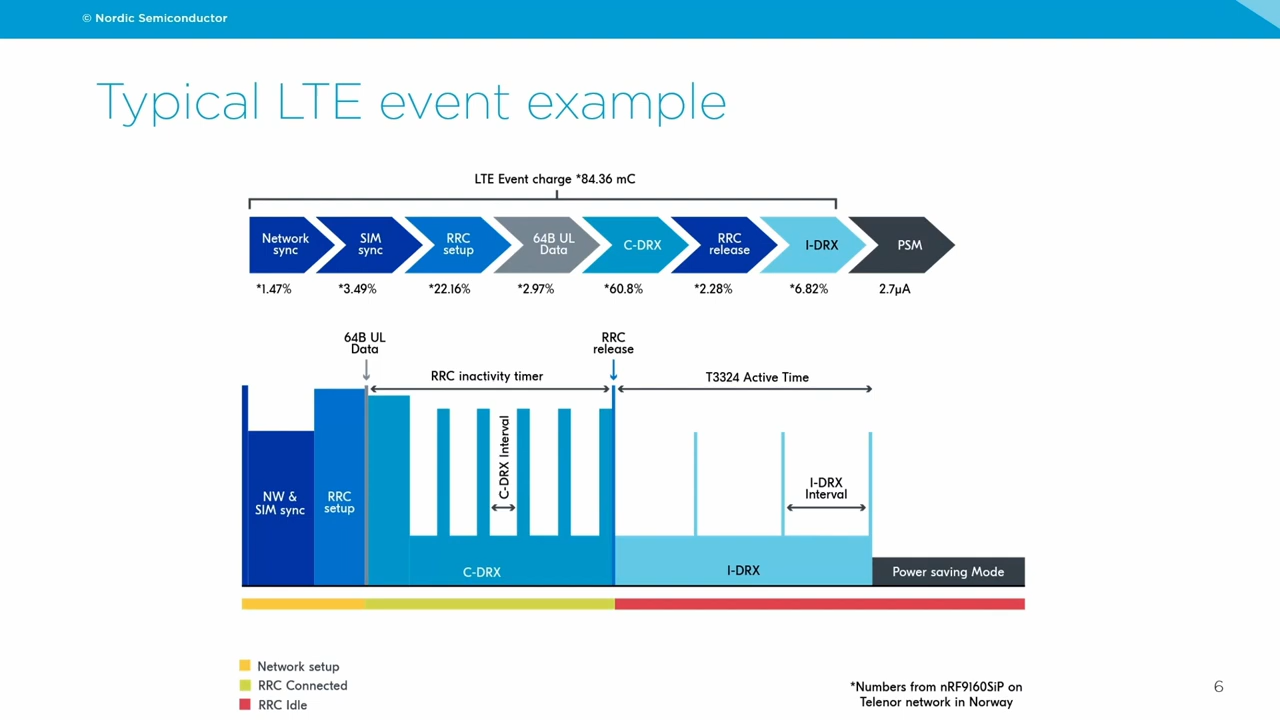 © Nordic Semiconductor
Typical LTE event example
LTE Event charge *84.36 mC
Network
sync
SIM
sync
RRC
setup
64B UL
Data
C-DRX
RRC
release
I-DRX
PSM
*1.47%
*3.49%
*22.16%
*2.97%
*60.8%
*2.28%
*6.82%
2.7µA
64B UL
Data
RRC
release
RRC inactivity timer
T3324 Active Time
C-DRX Interval
I-DRX
Interval
NW &
SIM sync
RRC
setup
C-DRX
I-DRX
Power saving Mode
Network setup
RRC Connected
RRC Idle
*Numbers from nRF9160SiP on
Telenor network in Norway
6